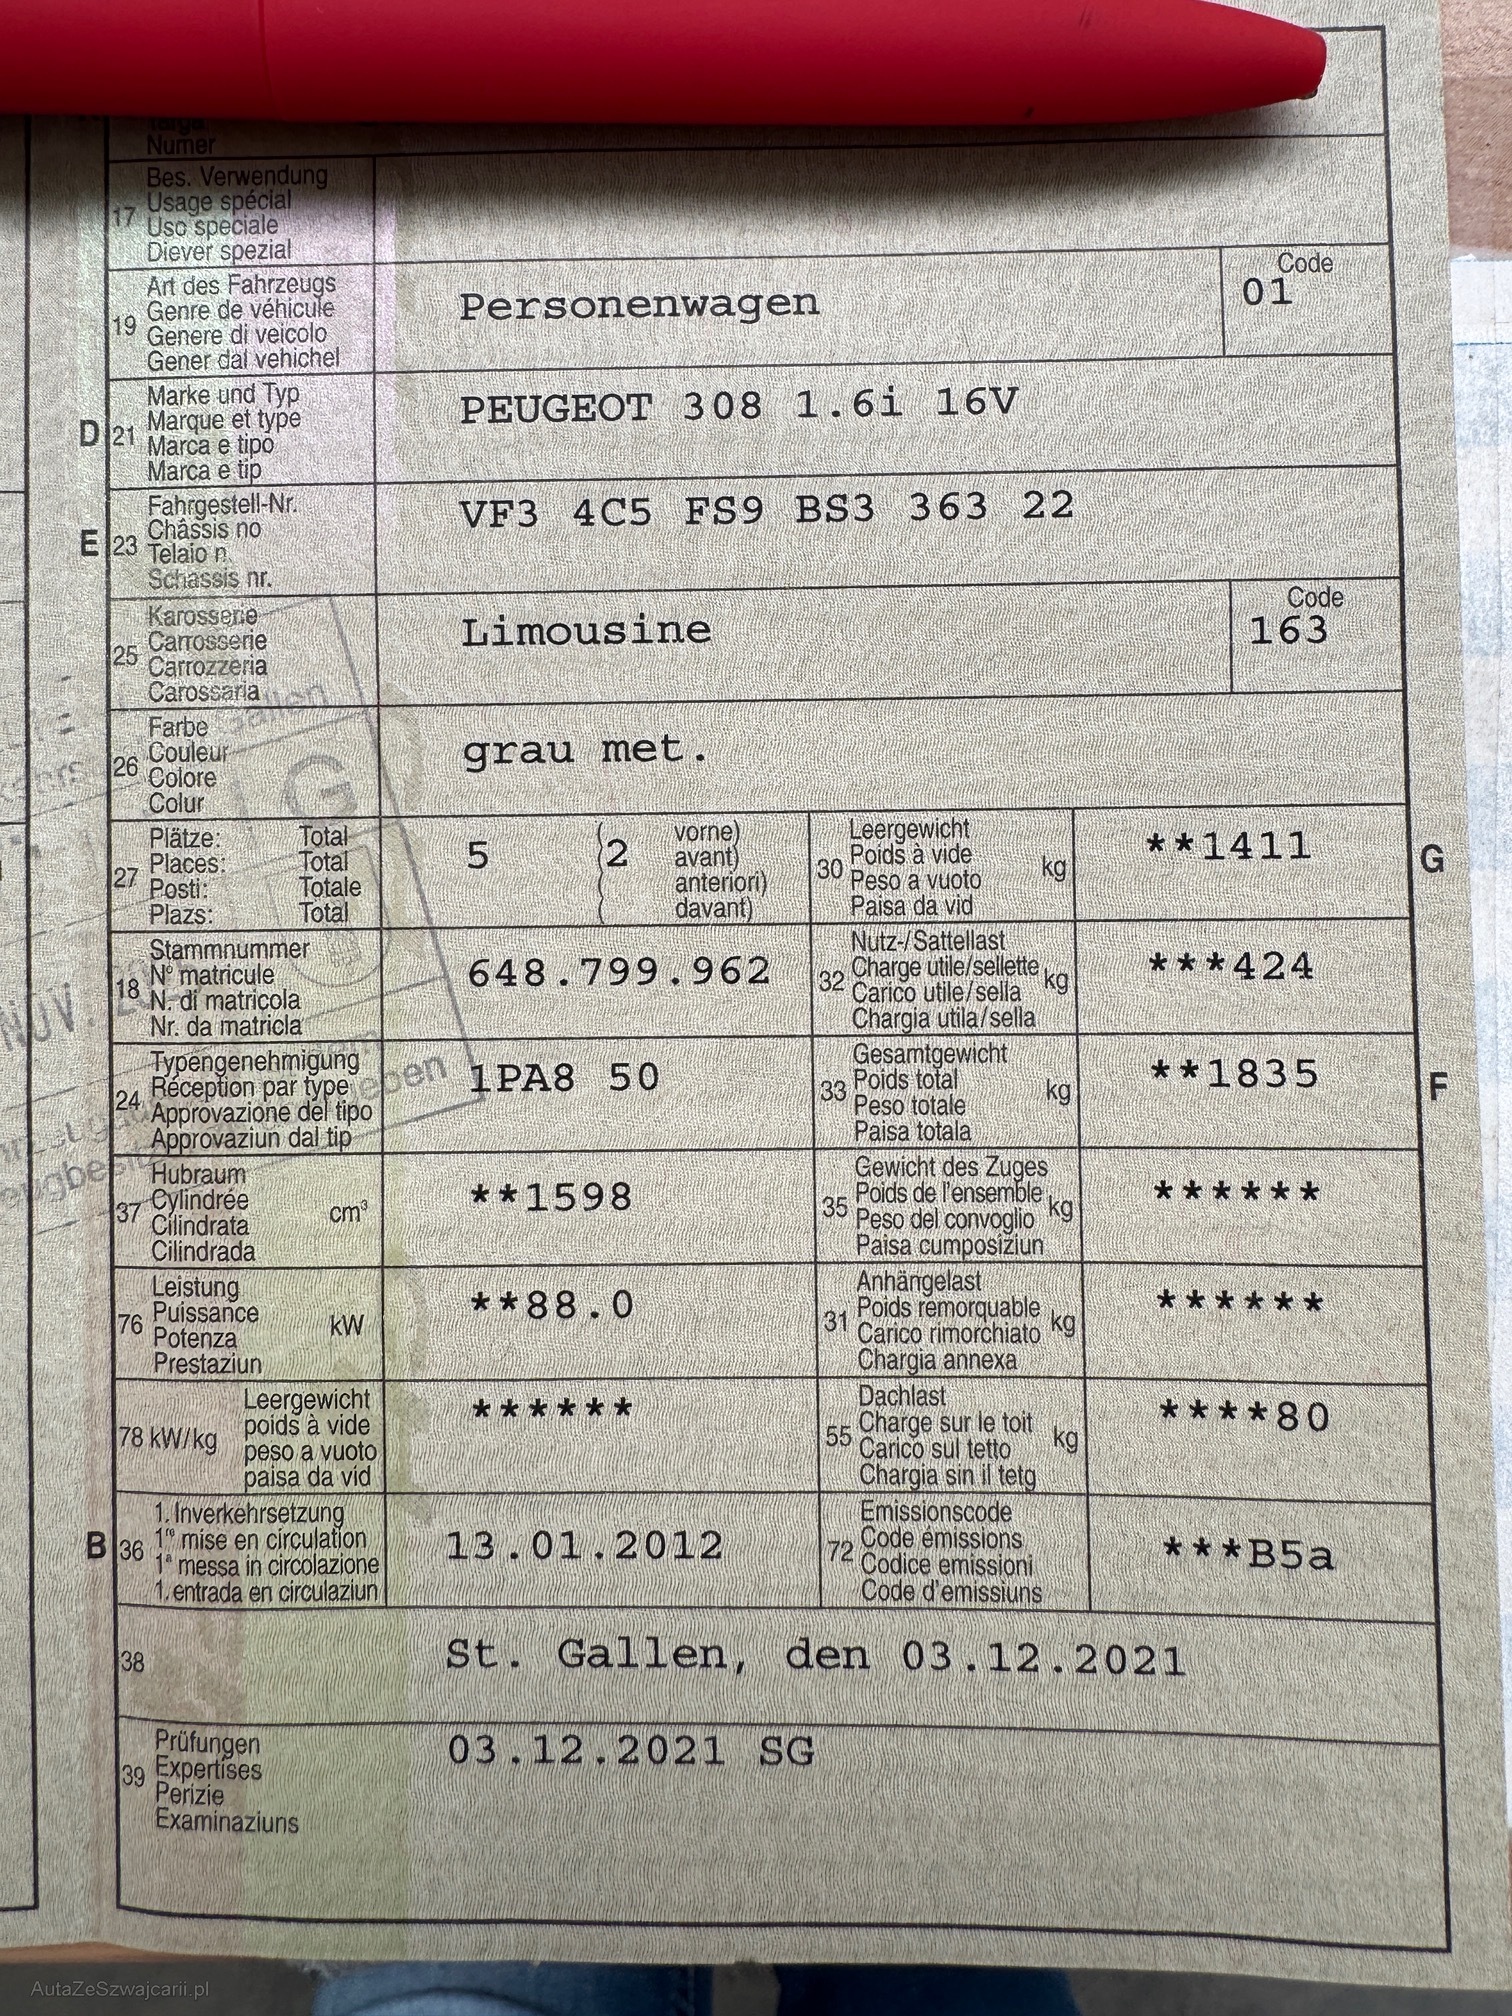 Targa
Numer
17 Bes. Verwendung
Usage spécial
Uso speciale
Diever spezial
19 Art des Fahrzeugs
Genre de véhicule
Genere di veicolo
Gener dal vehichel
Personenwagen
Code
01
D 21 Marke und Typ
Marque et type
Marca e tipo
Marca e tip
PEUGEOT 308 1.6i 16V
E 23 Fahrgestell-Nr.
Châssis no
Telaio n.
Schassis nr.
VF3 4C5 FS9 BS3 363 22
25 Karosserie
Carrosserie
Carrozzeria
Carossaria
Limousine
Code
163
26 Farbe
Couleur
Colore
Colur
grau met.
27 Plätze: Total
Places: Total
Posti: Totale
Plazs: Total
5 (2 vorne)
( avant)
( anteriori)
( davant)
30 Leergewicht
Poids à vide kg
Peso a vuoto
Paisa da vid
**1411
G
18 Stammnummer
N° matricule
N. di matricola
Nr. da matricla
648.799.962
32 Nutz-/Sattellast
Charge utile/sellette kg
Carico utile/sella
Chargia utila/sella
***424
24 Typengenehmigung
Réception par type
Approvazione del tipo
Approvaziun dal tip
1PA8 50
33 Gesamtgewicht
Poids total kg
Peso totale
Paisa totala
**1835
F
37 Hubraum
Cylindrée cm³
Cilindrata
Cilindrada
**1598
35 Gewicht des Zuges
Poids de l'ensemble kg
Peso del convoglio
Paisa cumposiziun
******
76 Leistung
Puissance kW
Potenza
Prestaziun
**88.0
31 Anhängelast
Poids remorquable kg
Carico rimorchiato
Chargia annexa
******
78 kW/kg Leergewicht
poids à vide
peso a vuoto
paisa da vid
******
55 Dachlast
Charge sur le toit kg
Carico sul tetto
Chargia sin il tetg
****80
B 36 1. Inverkehrsetzung
1re mise en circulation
1a messa in circolazione
1. entrada en circulaziun
13.01.2012
72 Emissionscode
Code émissions
Codice emissioni
Code d'emissiuns
***B5a
38 St. Gallen, den 03.12.2021
39 Prüfungen
Expertises
Perizie
Examinaziuns
03.12.2021 SG
AutaZeSzwajcarii.pl